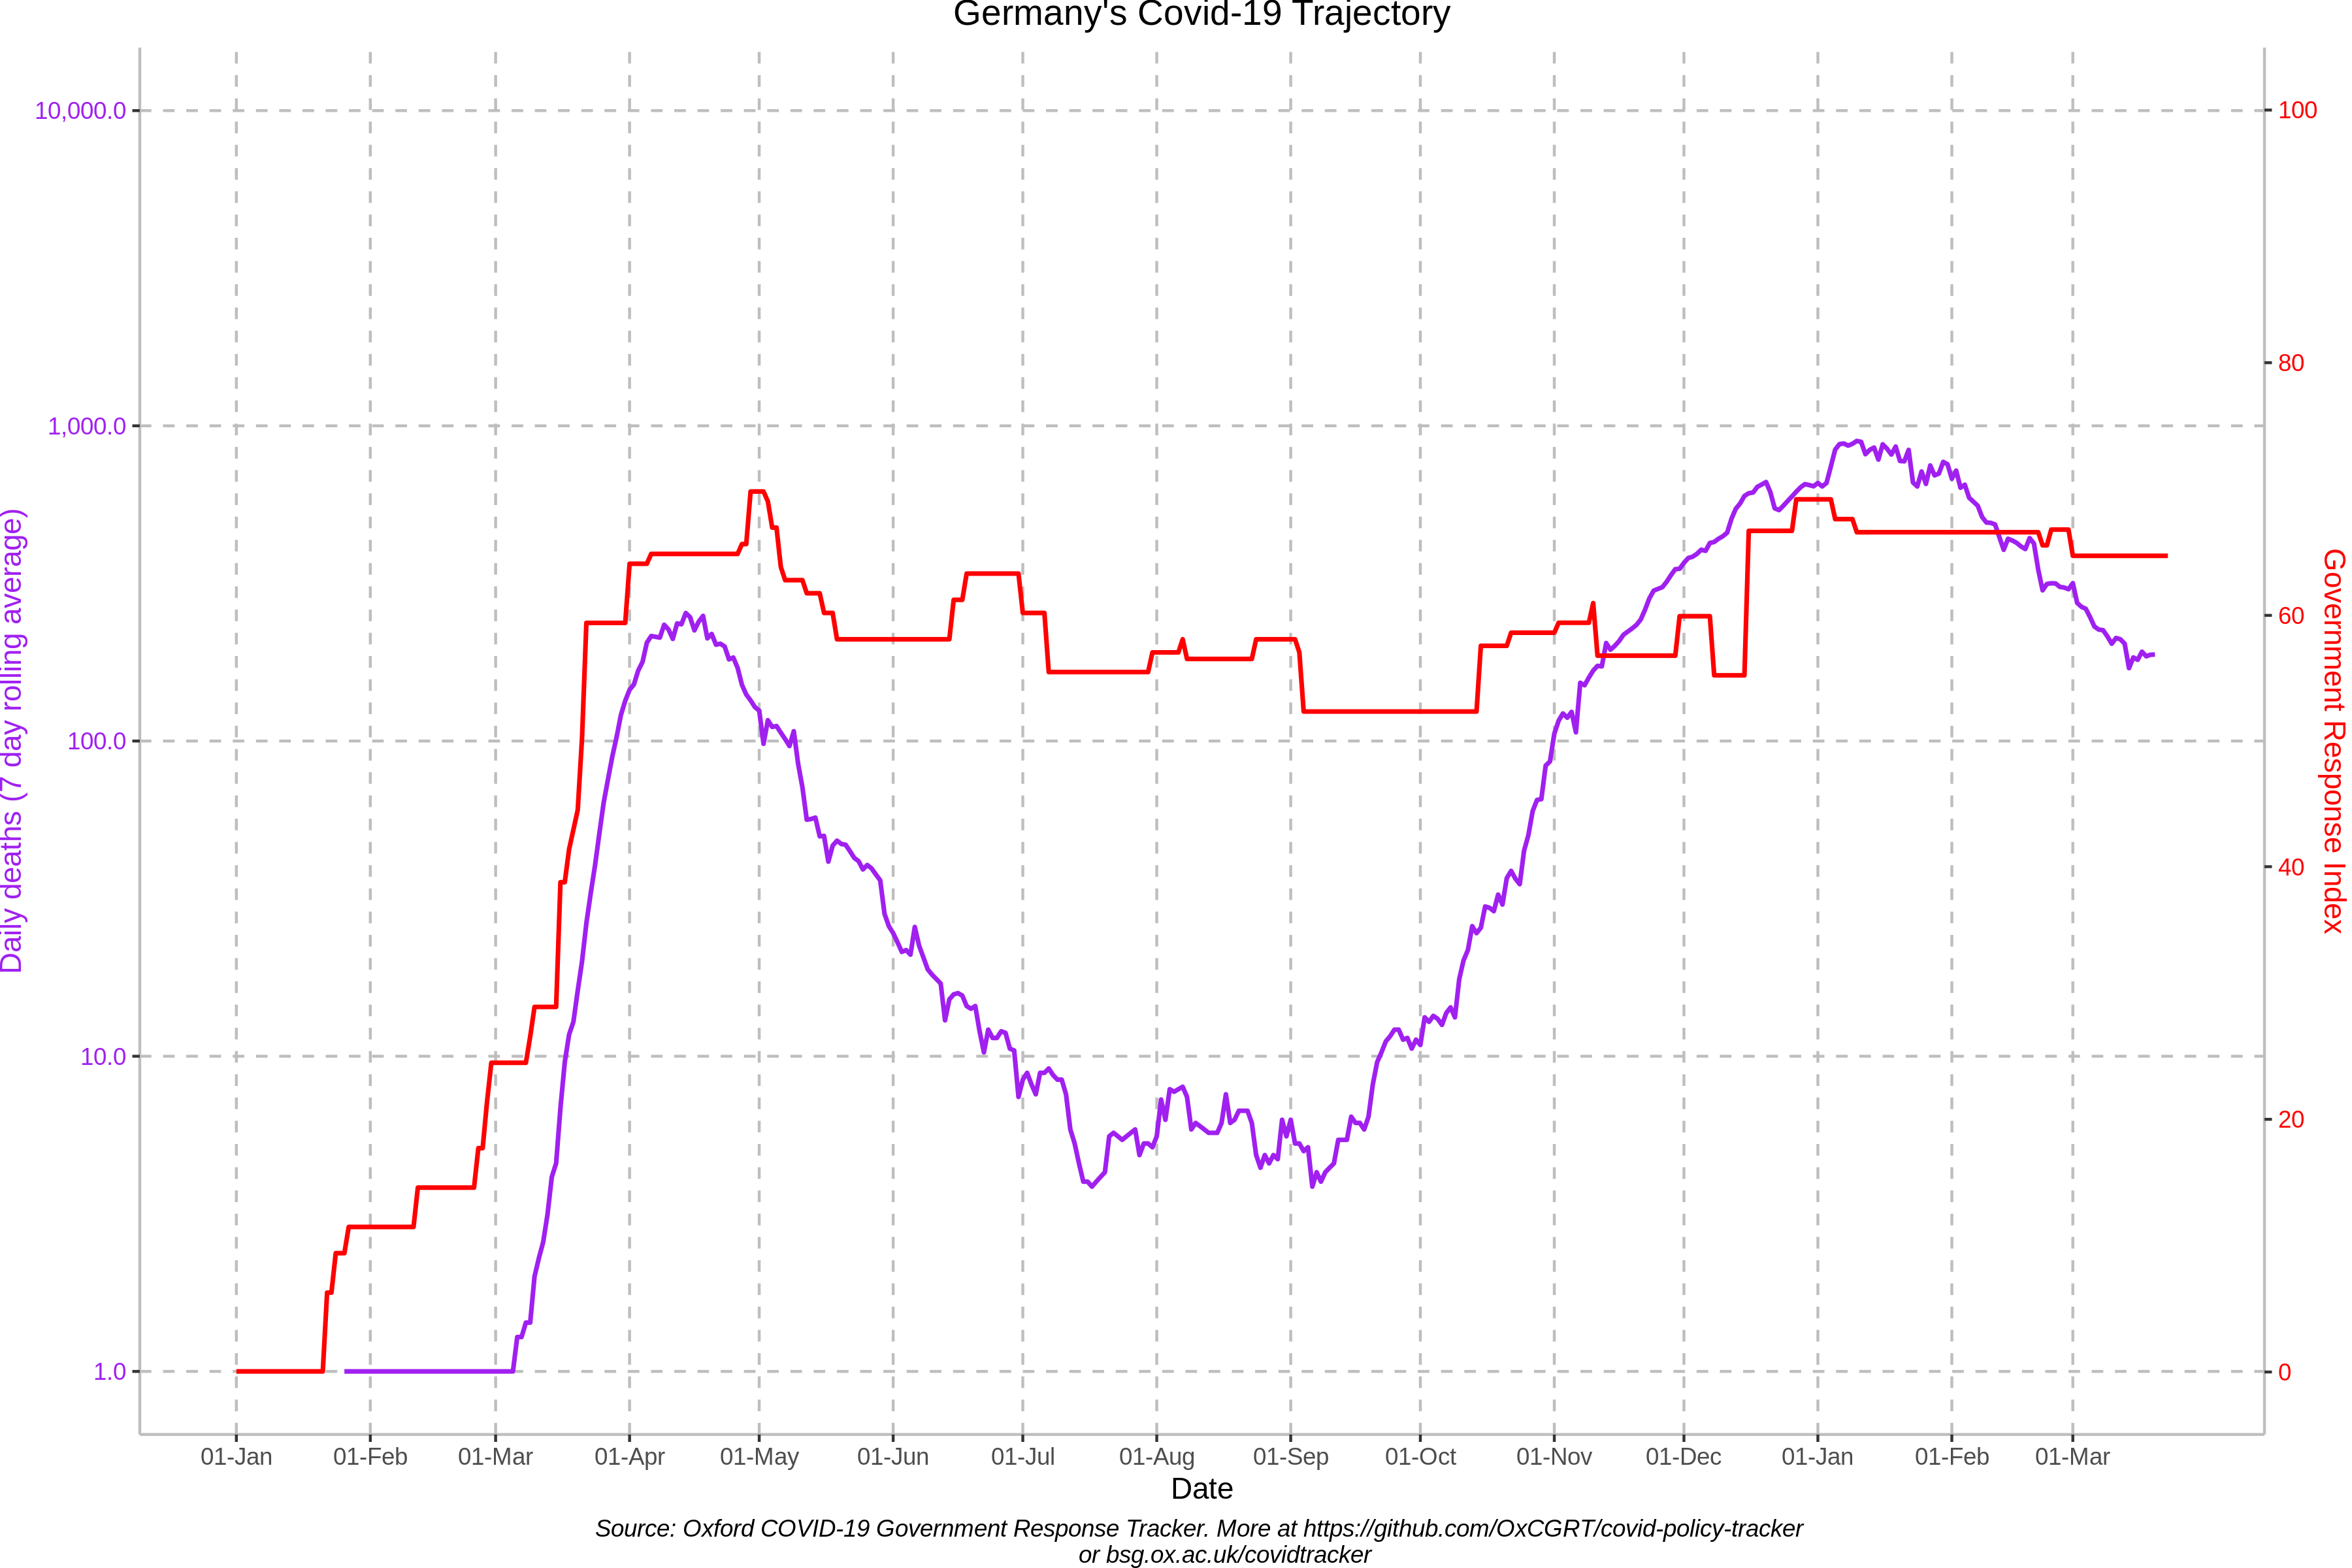 Germany's Covid-19 Trajectory
10,000.0
1,000.0
100.0
10.0
1.0
Daily deaths (7 day rolling average)
100
80
60
40
20
0
Government Response Index
01-Jan 01-Feb 01-Mar 01-Apr 01-May 01-Jun 01-Jul 01-Aug 01-Sep 01-Oct 01-Nov 01-Dec 01-Jan 01-Feb 01-Mar
Date
Source: Oxford COVID-19 Government Response Tracker. More at https://github.com/OxCGRT/covid-policy-tracker
or bsg.ox.ac.uk/covidtracker